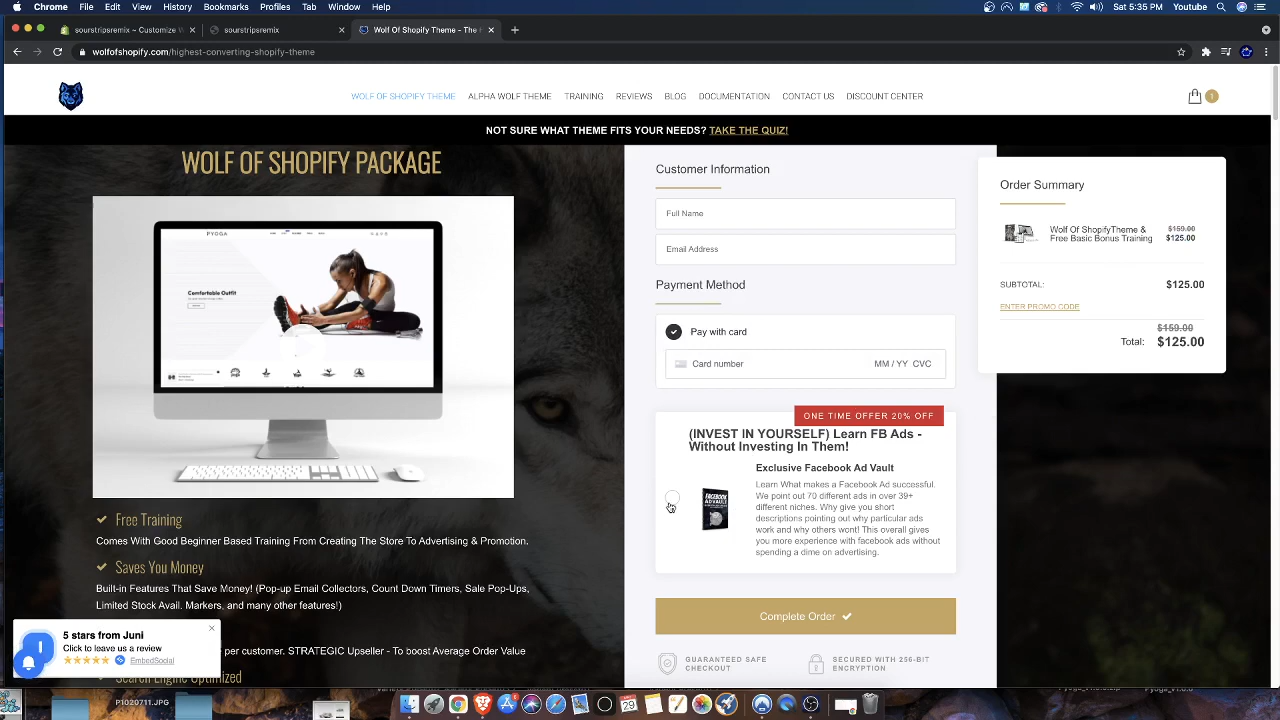 Chrome File Edit View History Bookmarks Profiles Tab Window Help
Sat 5:35 PM Youtube
sourstripsremix ~ Customize W
sourstripsremix
Wolf Of Shopify Theme - The H
wolfofshopify.com/highest-converting-shopify-theme
WOLF OF SHOPIFY THEME ALPHA WOLF THEME TRAINING REVIEWS BLOG DOCUMENTATION CONTACT US DISCOUNT CENTER
1
NOT SURE WHAT THEME FITS YOUR NEEDS? TAKE THE QUIZ!
WOLF OF SHOPIFY PACKAGE
PYOGA
Comfortable Outfit
Free Training
Comes With Good Beginner Based Training From Creating The Store To Advertising & Promotion.
Saves You Money
Built-in Features That Save Money! (Pop-up Email Collectors, Count Down Timers, Sale Pop-Ups,
Limited Stock Avail. Markers, and many other features!)
per customer. STRATEGIC Upseller - To boost Average Order Value
Search Engine Optimized
5 stars from Juni
Click to leave us a review
EmbedSocial
Customer Information
Full Name
Email Address
Payment Method
Pay with card
Card number MM / YY CVC
ONE TIME OFFER 20% OFF
(INVEST IN YOURSELF) Learn FB Ads -
Without Investing In Them!
FACEBOOK
AD VAULT
Exclusive Facebook Ad Vault
Learn What makes a Facebook Ad successful.
We point out 70 different ads in over 39+
different niches. Why give you short
descriptions pointing out why particular ads
work and why others wont! This overall gives
you more experience with facebook ads without
spending a dime on advertising.
Complete Order
GUARANTEED SAFE
CHECKOUT
SECURED WITH 256-BIT
ENCRYPTION
Order Summary
Wolf Of ShopifyTheme &
Free Basic Bonus Training
$159.00
$125.00
SUBTOTAL: $125.00
ENTER PROMO CODE
$159.00
Total: $125.00
P1020711.JPG